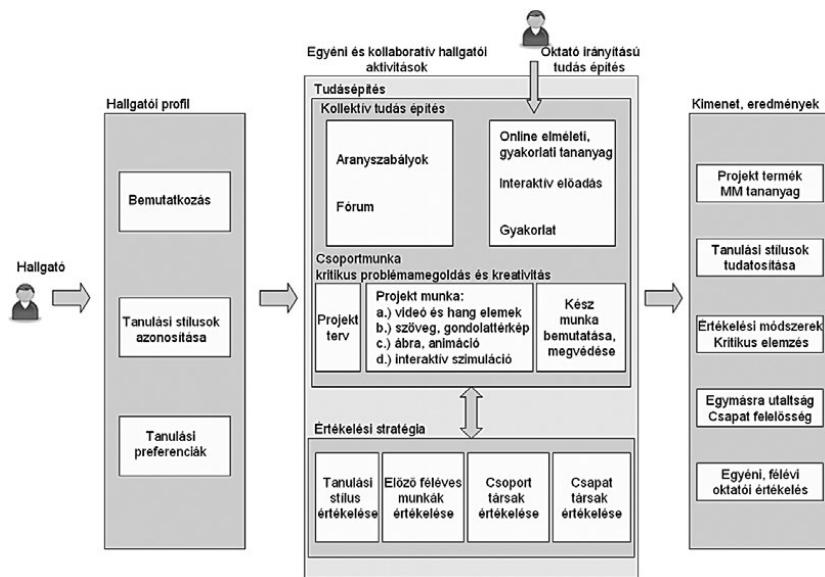 Egyéni és kollaboratív hallgatói
aktivitások
Oktató irányítású
tudás építés
Hallgató
Hallgatói profil
Bemutatkozás
Tanulási stílusok
azonosítása
Tanulási
preferenciák
Tudásépítés
Kollektív tudás építés
Aranyszabályok
Fórum
Online elméleti,
gyakorlati tananyag
Interaktív előadás
Gyakorlat
Csoportmunka
kritikus problémamegoldás és kreativitás
Projekt
terv
Projekt munka:
a.) videó és hang elemek
b.) szöveg, gondolattérkép
c.) ábra, animáció
d.) interaktív szimuláció
Kész
munka
bemutatása,
megvédése
Értékelési stratégia
Tanulási
stílus
értékelése
Előző féléves
munkák
értékelése
Csoport
társak
értékelése
Csapat
társak
értékelése
Kimenet, eredmények
Projekt termék
MM tananyag
Tanulási stílusok
tudatosítása
Értékelési módszerek
Kritikus elemzés
Egymásra utaltság
Csapat felelősség
Egyéni, félévi
oktatói értékelés